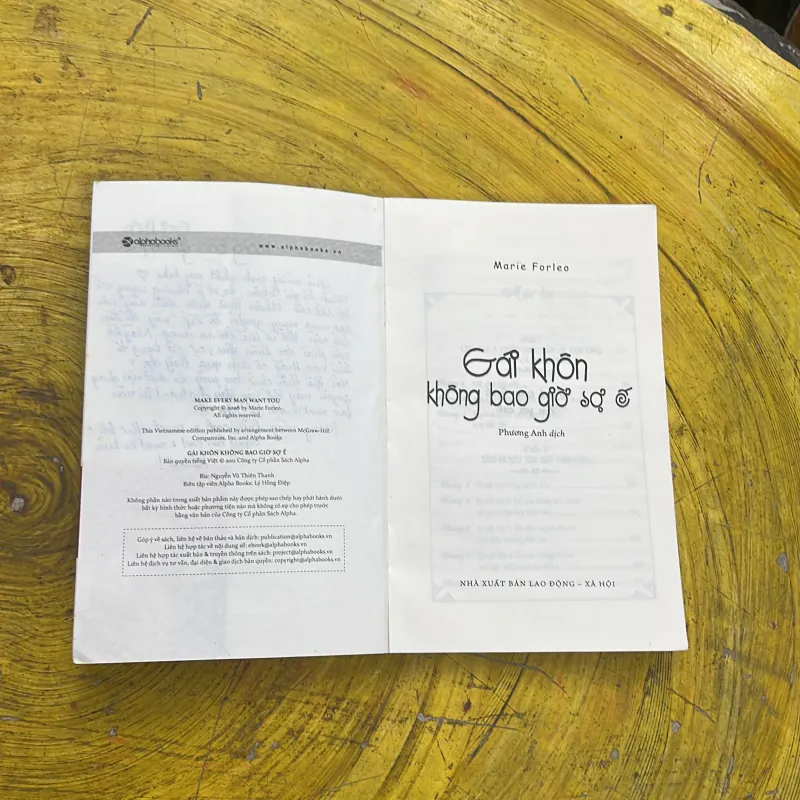 alphabooks®
www.alphabooks.vn
MAKE EVERY MAN WANT YOU
Copyright © 2008 by Marie Forleo
All rights reserved.
This Vietnamese edition published by arrangement between McGraw-Hill
Companies, Inc. and Alpha Books
GÁI KHÔN KHÔNG BAO GIỜ SỢ Ế
Bản quyền tiếng Việt © 2011 Công ty Cổ phần Sách Alpha
Bìa: Nguyễn Vũ Thiên Thanh
Biên tập viên Alpha Books: Lý Hồng Điệp
Không phần nào trong xuất bản phẩm này được phép sao chép hay phát hành dưới
bất kỳ hình thức hoặc phương tiện nào mà không có sự cho phép trước
bằng văn bản của Công ty Cổ phần Sách Alpha.
Góp ý về sách, liên hệ về bản thảo và bản dịch: publication@alphabooks.vn
Liên hệ hợp tác về nội dung số: ebook@alphabooks.vn
Liên hệ hợp tác xuất bản & truyền thông trên sách: project@alphabooks.vn
Liên hệ dịch vụ tư vấn, đại diện & giao dịch bản quyền: copyright@alphabooks.vn
Marie Forleo
Gái khôn
không bao giờ sợ ế
Phương Anh dịch
NHÀ XUẤT BẢN LAO ĐỘNG – XÃ HỘI